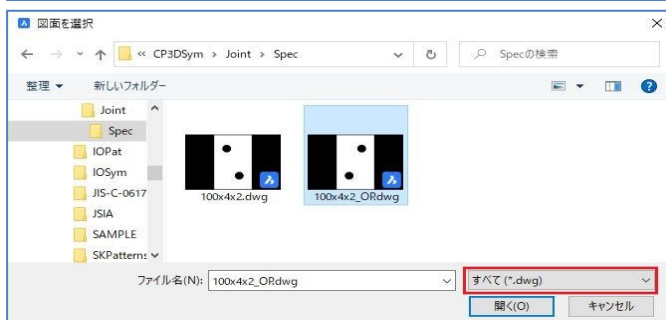 図面を選択
« CP3DSym › Joint › Spec
Specの検索
整理 新しいフォルダー
Joint
Spec
IOPat
IOSym
JIS-C-0617
JSIA
SAMPLE
SKPatterns
100x4x2.dwg
100x4x2_OP.dwg
ファイル名(N): 100x4x2_OP.dwg
すべて (*.dwg)
開く(O) キャンセル